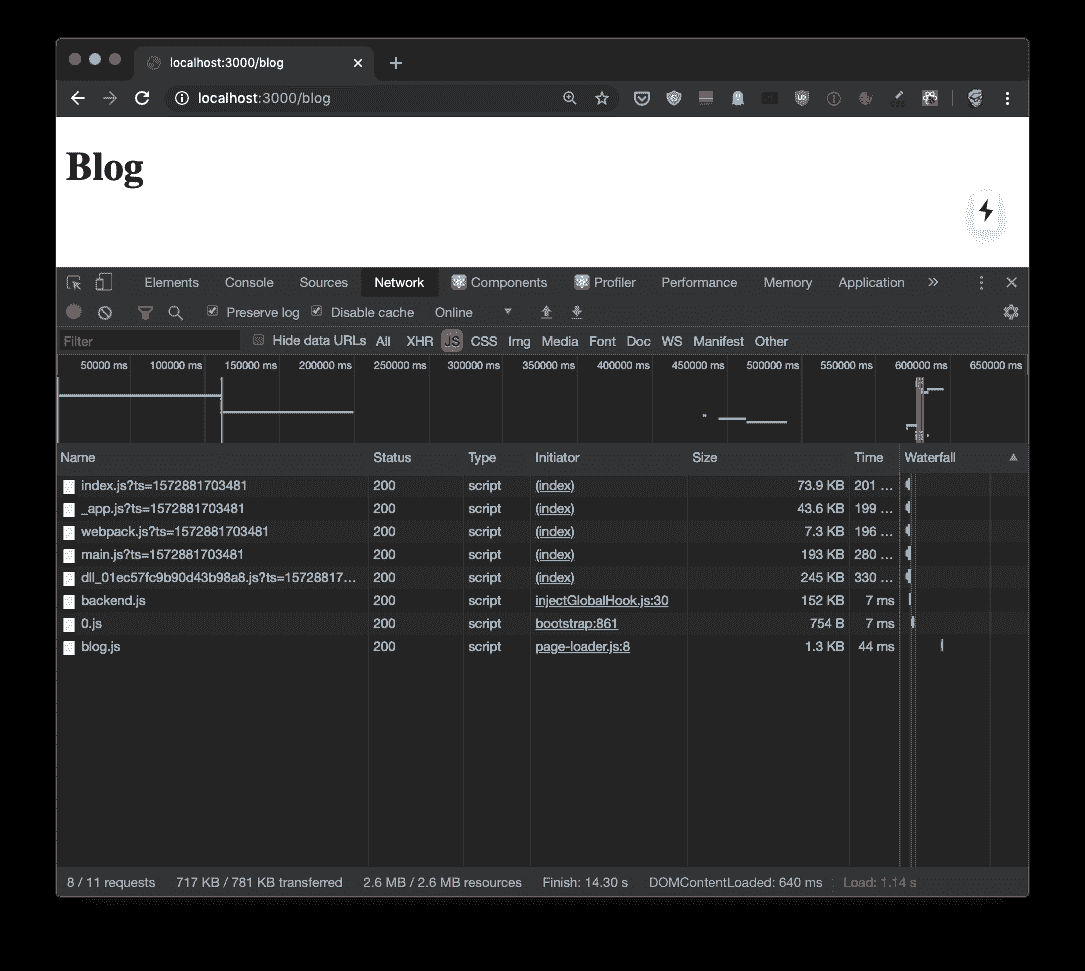 localhost:3000/blog
localhost:3000/blog
Blog
Elements Console Sources Network Components Profiler Performance Memory Application »
Preserve log Disable cache Online
Filter Hide data URLs All XHR JS CSS Img Media Font Doc WS Manifest Other
50000 ms 100000 ms 150000 ms 200000 ms 250000 ms 300000 ms 350000 ms 400000 ms 450000 ms 500000 ms 550000 ms 600000 ms 650000 ms
Name Status Type Initiator Size Time Waterfall
index.js?ts=1572881703481 200 script (index) 73.9 KB 201 ...
_app.js?ts=1572881703481 200 script (index) 43.6 KB 199 ...
webpack.js?ts=1572881703481 200 script (index) 7.3 KB 196 ...
main.js?ts=1572881703481 200 script (index) 193 KB 280 ...
dll_01ec57fc9b90d43b98a8.js?ts=15728817... 200 script (index) 245 KB 330 ...
backend.js 200 script injectGlobalHook.js:30 152 KB 7 ms
0.js 200 script bootstrap:861 754 B 7 ms
blog.js 200 script page-loader.js:8 1.3 KB 44 ms
8 / 11 requests 717 KB / 781 KB transferred 2.6 MB / 2.6 MB resources Finish: 14.30 s DOMContentLoaded: 640 ms Load: 1.14 s